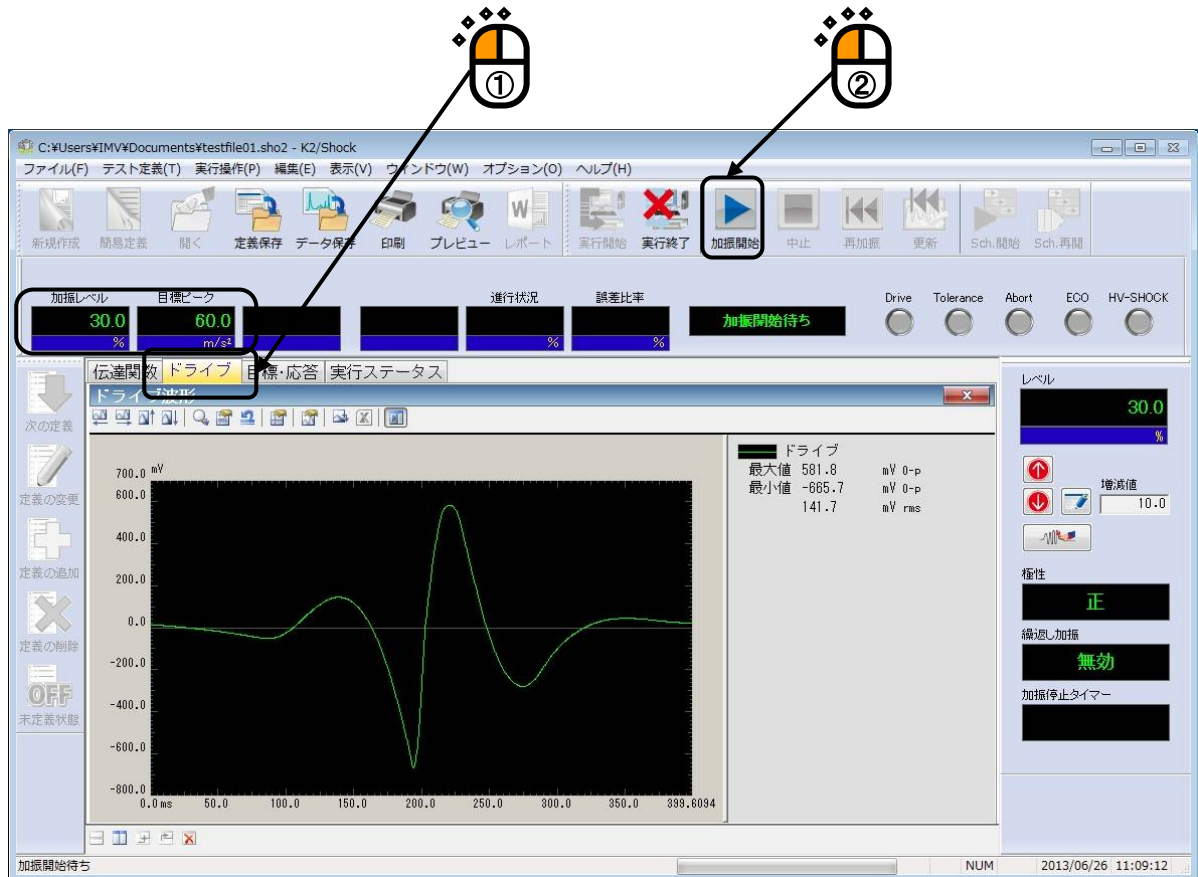 ①
②
C:¥Users¥IMV¥Documents¥testfile01.sho2 - K2/Shock
ファイル(F) テスト定義(T) 実行操作(P) 編集(E) 表示(V) ウィンドウ(W) オプション(O) ヘルプ(H)
新規作成 簡易定義 開く 定義保存 データ保存 印刷 プレビュー レポート 実行開始 実行終了 加振開始 中止 再加振 更新 Sch.開始 Sch.再開
加振レベル 目標ピーク 進行状況 誤差比率 Drive Tolerance Abort ECO HV-SHOCK
30.0 60.0 加振開始待ち
% m/s² % %
伝達関数 ドライブ 目標・応答 実行ステータス
ドライブ波形
次の定義
定義の変更
定義の追加
定義の削除
OFF
未定義状態
700.0 mV
600.0
400.0
200.0
0.0
-200.0
-400.0
-600.0
-800.0
0.0 ms 50.0 100.0 150.0 200.0 250.0 300.0 350.0 399.6094
ドライブ
最大値 581.8 mV 0-p
最小値 -665.7 mV 0-p
141.7 mV rms
レベル
30.0
%
増減値
10.0
極性
正
繰返し加振
無効
加振停止タイマー
加振開始待ち NUM 2013/06/26 11:09:12